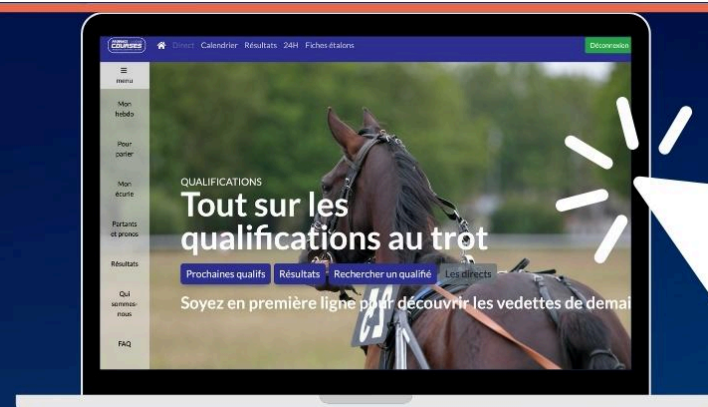 COURSES
Direct Calendrier Résultats 24H Fiches étalons
Déconnexion
menu
Mon
hebdo
Pour
parier
Mon
écurie
Partants
et pronos
Résultats
Qui
sommes-
nous
FAQ
QUALIFICATIONS
Tout sur les
qualifications au trot
Prochaines qualifs Résultats Rechercher un qualifié Les directs
Soyez en première ligne pour découvrir les vedettes de demai